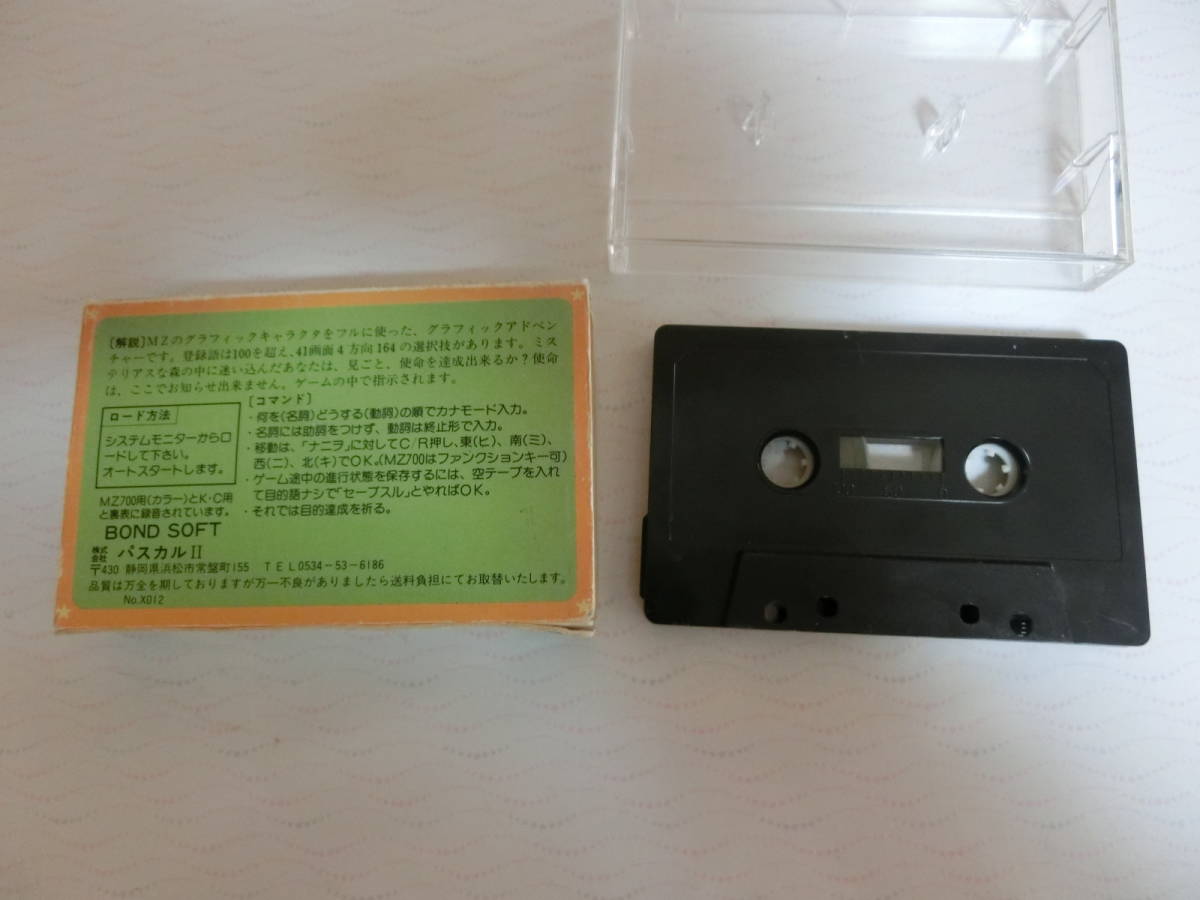 〔解説〕MZのグラフィックキャラクタをフルに使った、グラフィックアドベン
チャーです。登録語は100を超え、41画面4方向164の選択技があります。ミス
テリアスな森の中に迷い込んだあなたは、見ごと、使命を達成出来るか?使命
は、ここでお知らせ出来ません。ゲームの中で指示されます。
ロード方法
システムモニターからロ
ードして下さい。
オートスタートします。
MZ700用(カラー)とK・C用
と裏表に録音されています。
〔コマンド〕
・何を(名詞)どうする(動詞)の順でカナモード入力。
・名詞には助詞をつけず、動詞は終止形で入力。
・移動は、「ナニヲ」に対してC/R押し、東(ヒ)、南(ミ)、
西(ニ)、北(キ)でOK。(MZ700はファンクションキー可)
・ゲーム途中の進行状態を保存するには、空テープを入れ
て目的語ナシで「セーブスル」とやればOK。
・それでは目的達成を祈る。
BOND SOFT
株式会社 パスカルII
〒430 静岡県浜松市常盤町155 TEL0534-53-6186
品質は万全を期しておりますが万一不良がありましたら送料負担にてお取替いたします。
No.X012